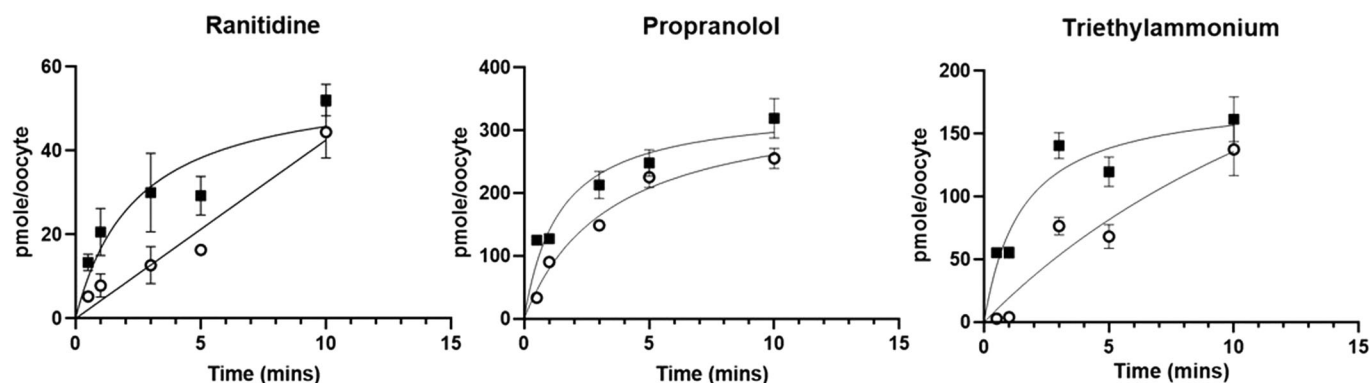 Ranitidine
pmole/oocyte
60
40
20
0
0 5 10 15
Time (mins)
Propranolol
pmole/oocyte
400
300
200
100
0
0 5 10 15
Time (mins)
Triethylammonium
pmole/oocyte
200
150
100
50
0
0 5 10 15
Time (mins)